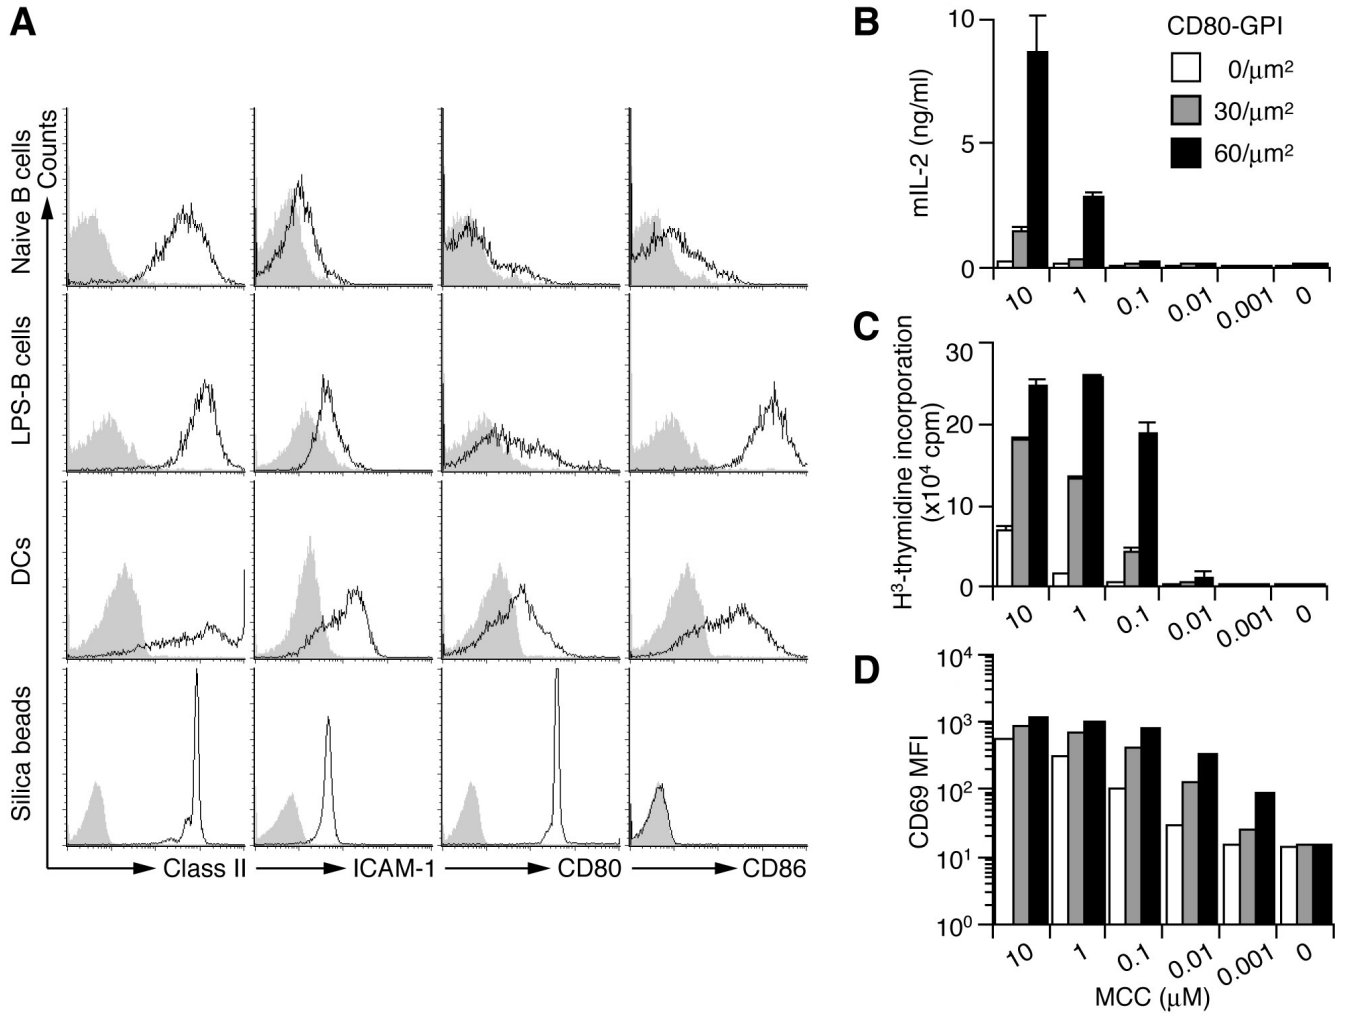 A
Counts
Naive B cells
LPS-B cells
DCs
Silica beads
Class II
ICAM-1
CD80
CD86
B
mIL-2 (ng/ml)
10
5
0
CD80-GPI
0/μm²
30/μm²
60/μm²
10
1
0.1
0.01
0.001
0
C
H³-thymidine incorporation
(x10⁴ cpm)
30
20
10
0
10
1
0.1
0.01
0.001
0
D
CD69 MFI
10⁴
10³
10²
10¹
10⁰
10
1
0.1
0.01
0.001
0
MCC (μM)